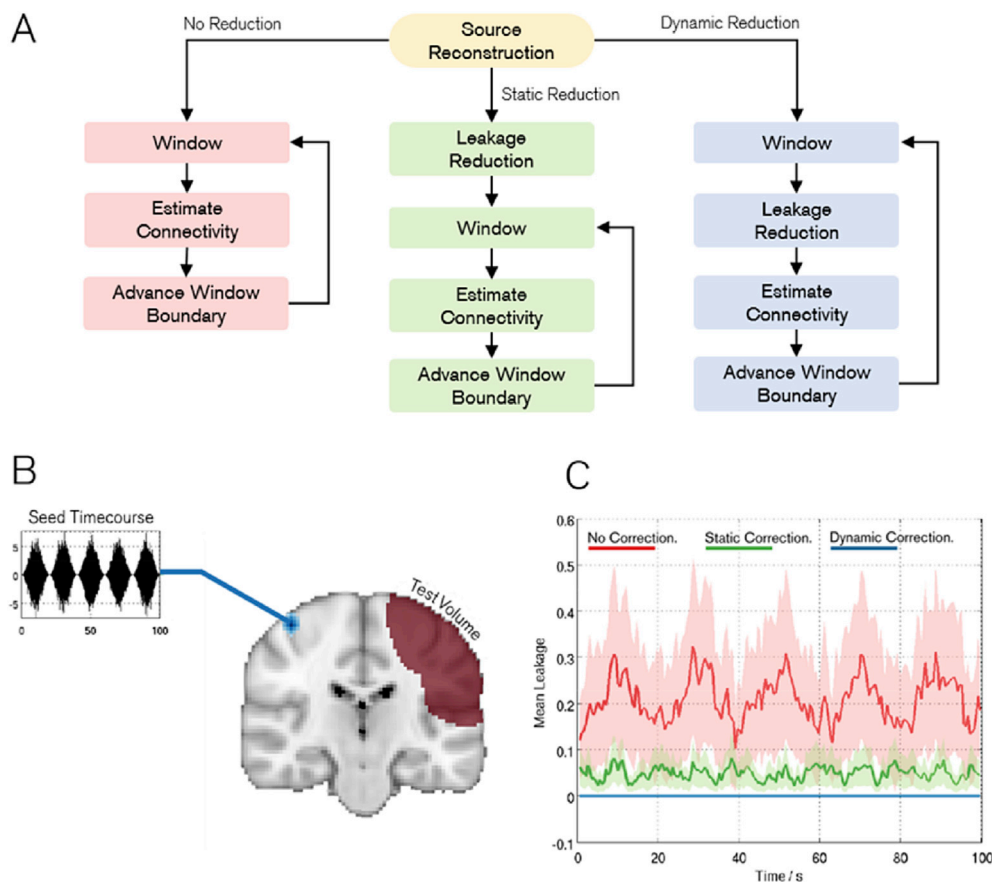 A
No Reduction
Source
Reconstruction
Dynamic Reduction
Static Reduction
Window
Estimate
Connectivity
Advance Window
Boundary
Leakage
Reduction
Window
Estimate
Connectivity
Advance Window
Boundary
Window
Leakage
Reduction
Estimate
Connectivity
Advance Window
Boundary
B
Seed Timecourse
5
0
-5
0 50 100
Test Volume
C
No Correction.
Static Correction.
Dynamic Correction.
Mean Leakage
0.6
0.5
0.4
0.3
0.2
0.1
0
-0.1
0 20 40 60 80 100
Time / s